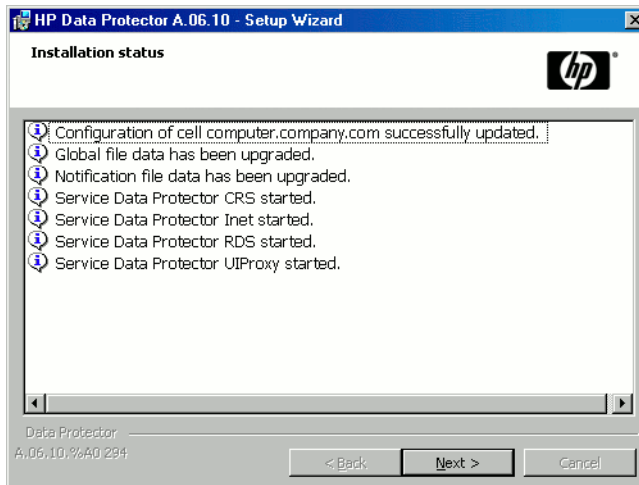 HP Data Protector A.06.10 - Setup Wizard
Installation status
hp
Configuration of cell computer.company.com successfully updated.
Global file data has been upgraded.
Notification file data has been upgraded.
Service Data Protector CRS started.
Service Data Protector Inet started.
Service Data Protector RDS started.
Service Data Protector UIProxy started.
Data Protector
A.06.10.%A0 294
< Back
Next >
Cancel